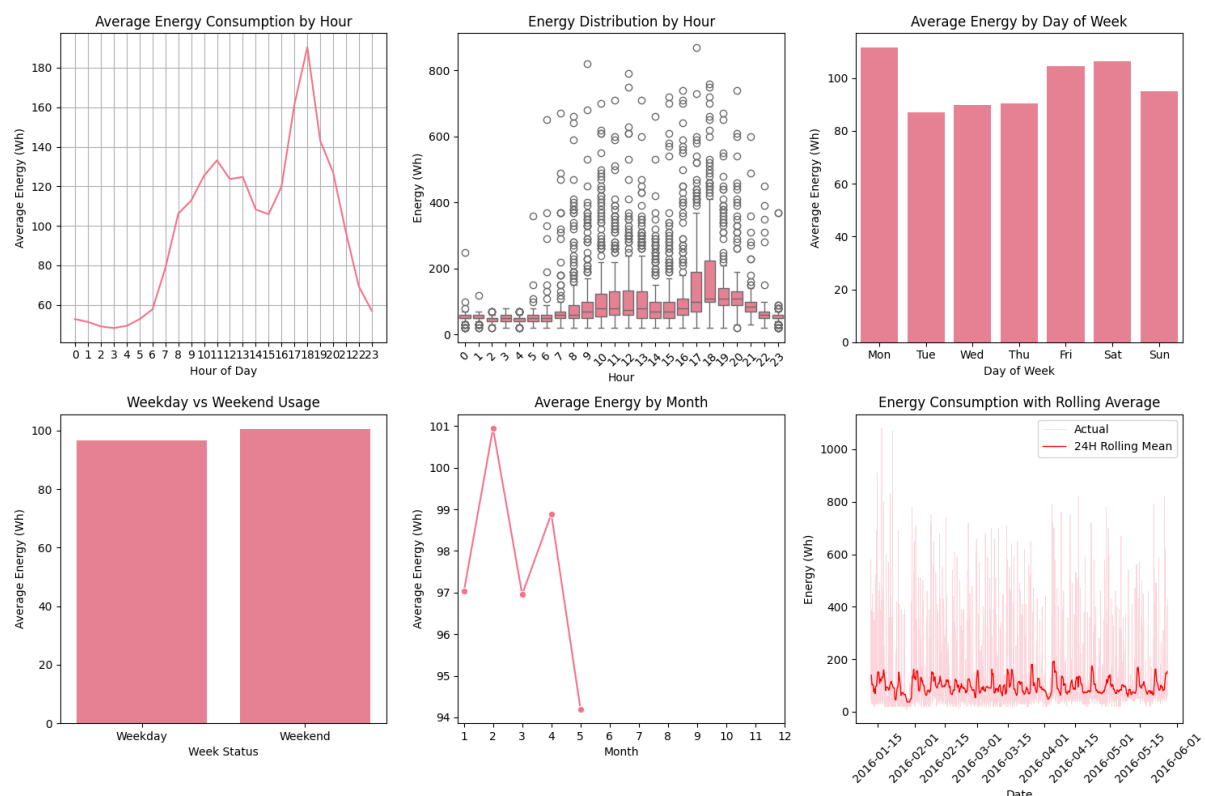 Average Energy Consumption by Hour
Average Energy (Wh)
180
160
140
120
100
80
60
0 1 2 3 4 5 6 7 8 9 10 11 12 13 14 15 16 17 18 19 20 21 22 23
Hour of Day
Energy Distribution by Hour
Energy (Wh)
800
600
400
200
0
0 1 2 3 4 5 6 7 8 9 10 11 12 13 14 15 16 17 18 19 20 21 22 23
Hour
Average Energy by Day of Week
Average Energy (Wh)
100
80
60
40
20
0
Mon Tue Wed Thu Fri Sat Sun
Day of Week
Weekday vs Weekend Usage
Average Energy (Wh)
100
80
60
40
20
0
Weekday Weekend
Week Status
Average Energy by Month
Average Energy (Wh)
101
100
99
98
97
96
95
94
1 2 3 4 5 6 7 8 9 10 11 12
Month
Energy Consumption with Rolling Average
Actual
24H Rolling Mean
Energy (Wh)
1000
800
600
400
200
0
2016-01-15 2016-02-01 2016-02-15 2016-03-01 2016-03-15 2016-04-01 2016-04-15 2016-05-01 2016-05-15 2016-06-01
Date